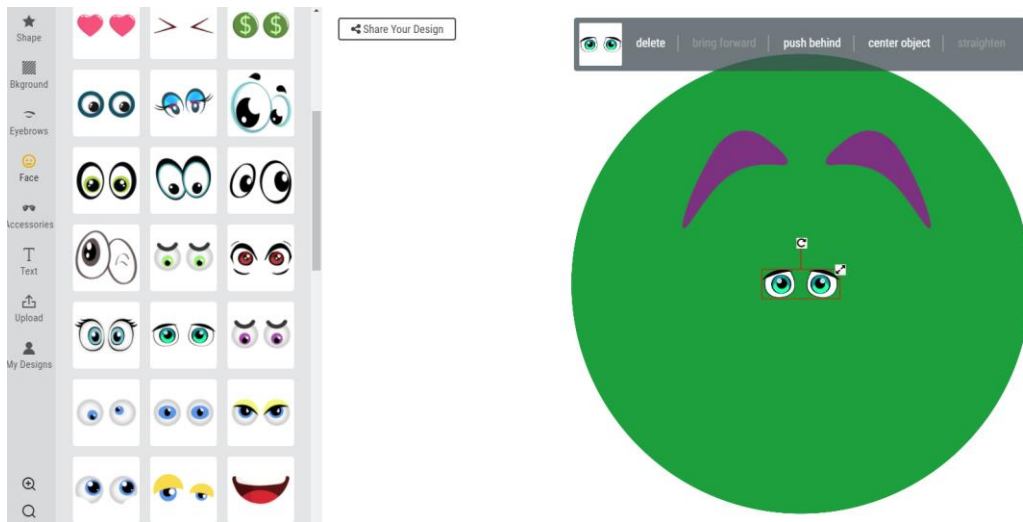 Shape
Bkground
Eyebrows
Face
Accessories
Text
Upload
My Designs
$ $
Share Your Design
delete
bring forward
push behind
center object
straighten